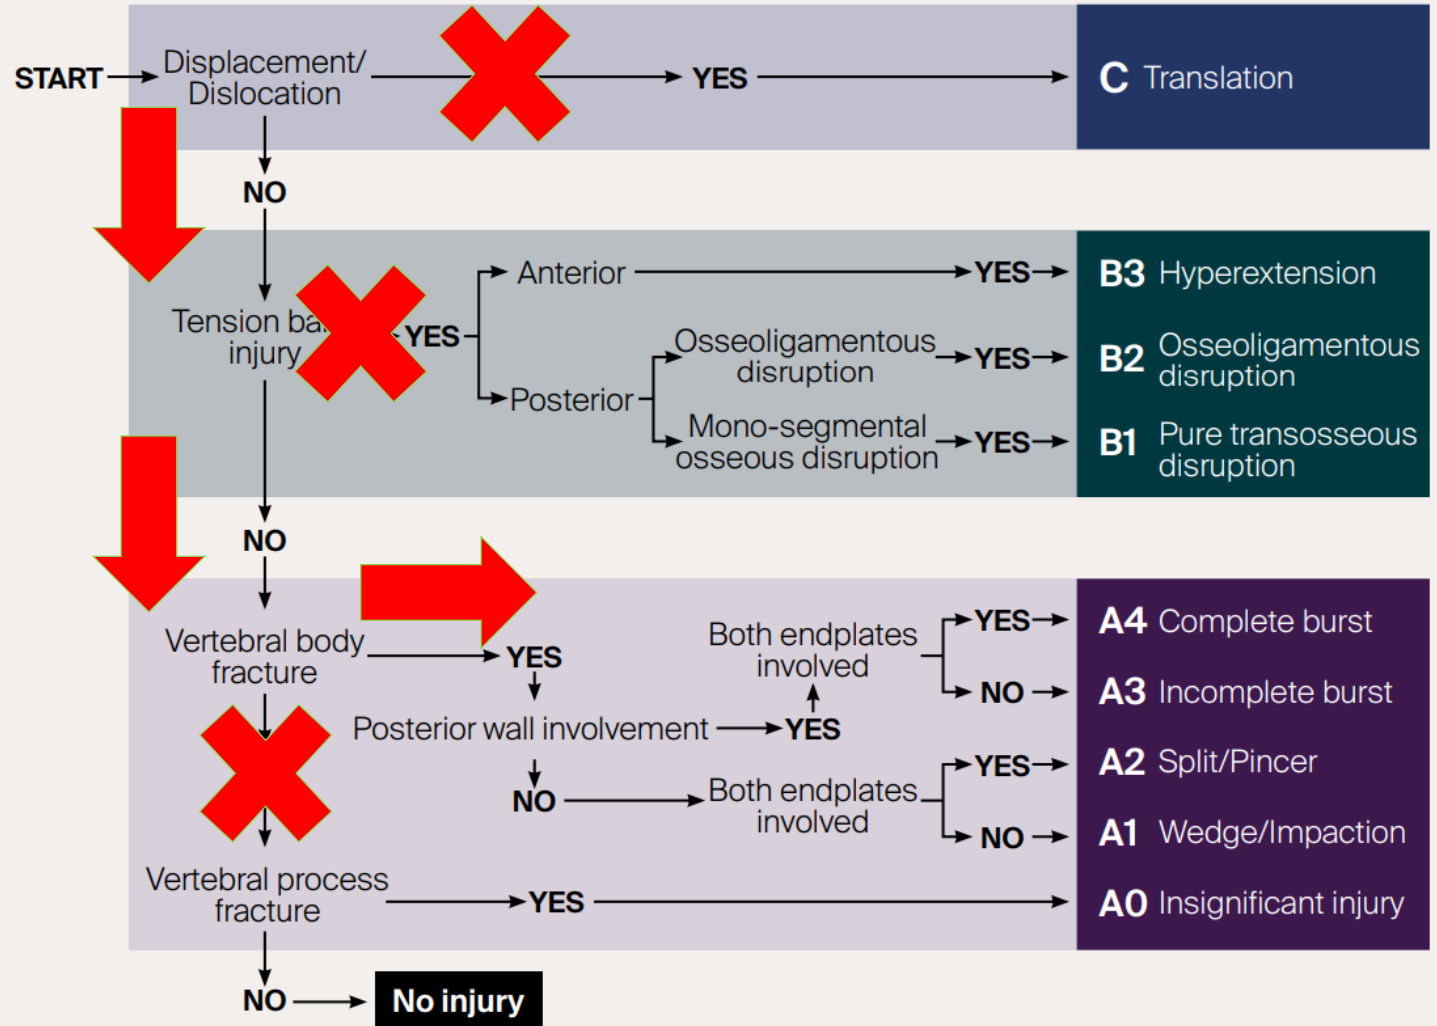 START
Displacement/
Dislocation
YES
C Translation
NO
Tension
injury
YES
Anterior
YES
B3 Hyperextension
Osseoligamentous
disruption
YES
B2 Osseoligamentous
disruption
Posterior
Mono-segmental
osseous disruption
YES
B1 Pure transosseous
disruption
NO
Vertebral body
fracture
YES
Posterior wall involvement
YES
Both endplates
involved
YES
A4 Complete burst
NO
A3 Incomplete burst
NO
Both endplates
involved
YES
A2 Split/Pincer
NO
A1 Wedge/Impaction
Vertebral process
fracture
YES
A0 Insignificant injury
NO
No injury